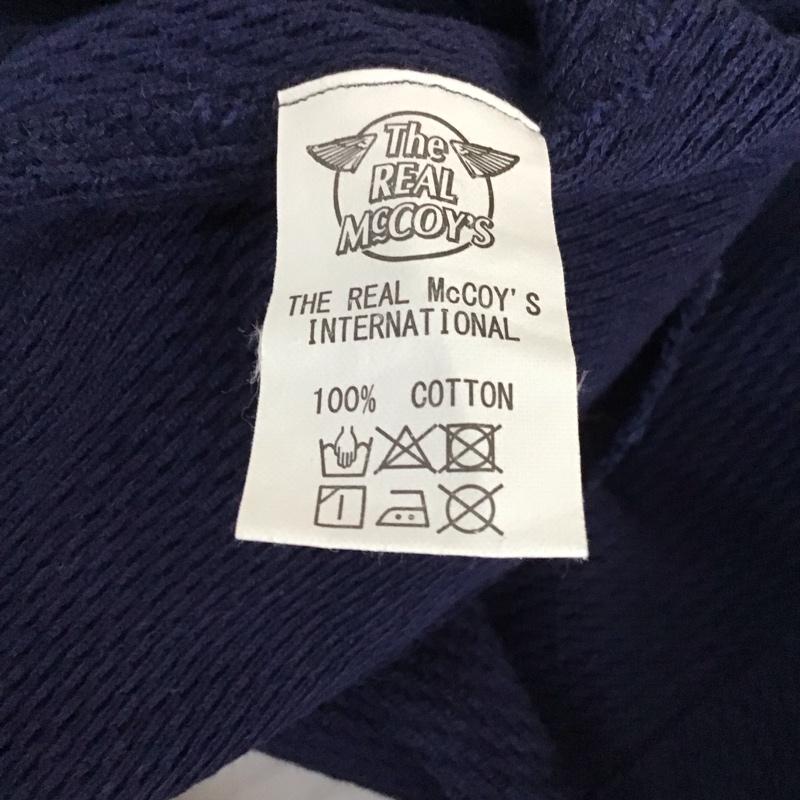 The
REAL
McCOY'S
THE REAL McCOY'S
INTERNATIONAL
100% COTTON